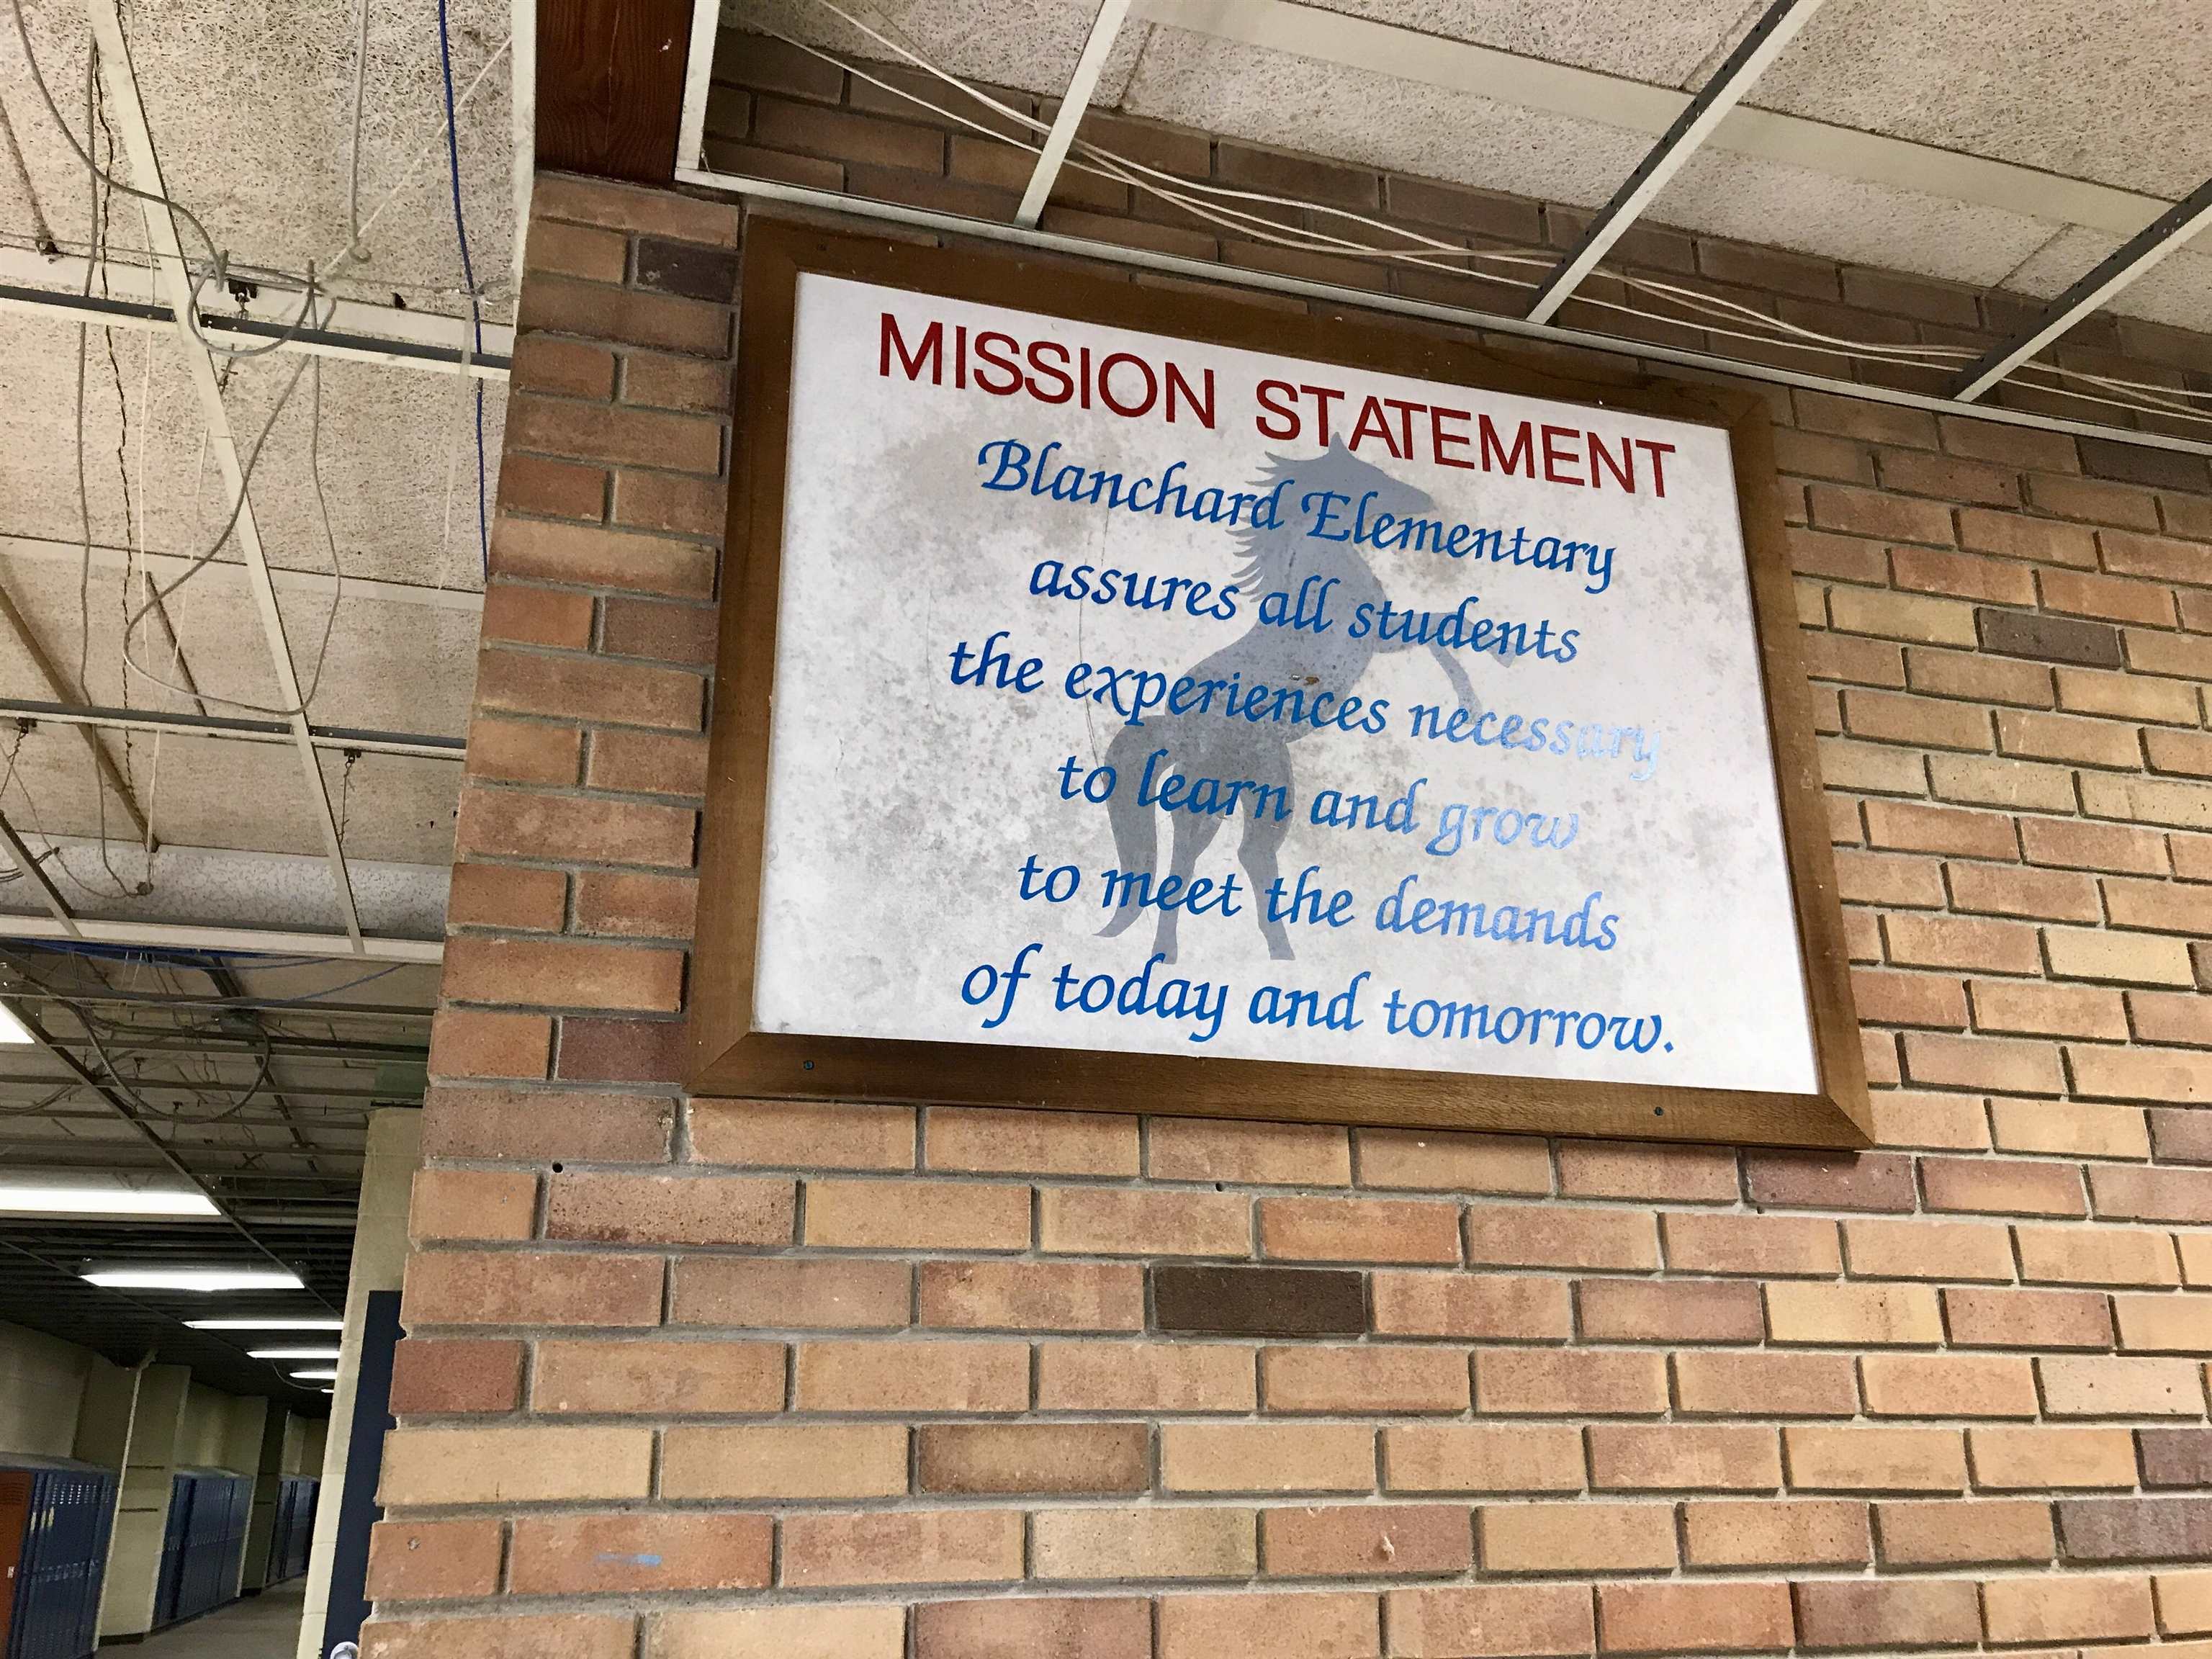 MISSION STATEMENT
Blanchard Elementary
assures all students
the experiences necessary
to learn and grow
to meet the demands
of today and tomorrow.